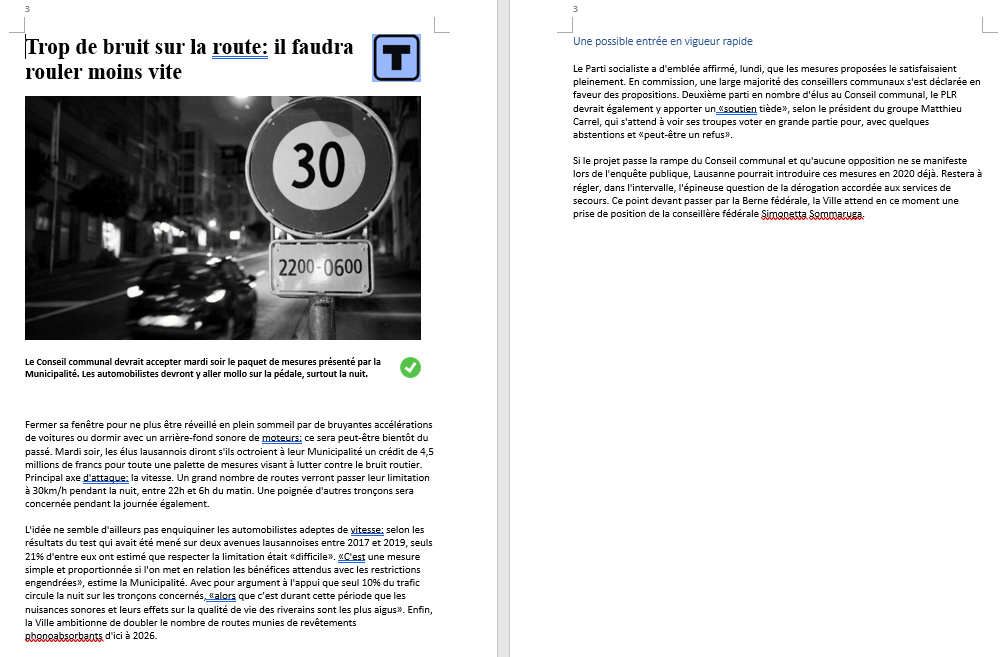 3
Trop de bruit sur la route: il faudra
rouler moins vite
T
30
2200-0600
Le Conseil communal devrait accepter mardi soir le paquet de mesures présenté par la
Municipalité. Les automobilistes devront y aller mollo sur la pédale, surtout la nuit.
Fermer sa fenêtre pour ne plus être réveillé en plein sommeil par de bruyantes accélérations
de voitures ou dormir avec un arrière-fond sonore de moteurs: ce sera peut-être bientôt du
passé. Mardi soir, les élus lausannois diront s'ils octroient à leur Municipalité un crédit de 4,5
millions de francs pour toute une palette de mesures visant à lutter contre le bruit routier.
Principal axe d'attaque: la vitesse. Un grand nombre de routes verront passer leur limitation
à 30km/h pendant la nuit, entre 22h et 6h du matin. Une poignée d'autres tronçons sera
concernée pendant la journée également.
L'idée ne semble d'ailleurs pas enquiquiner les automobilistes adeptes de vitesse: selon les
résultats du test qui avait été mené sur deux avenues lausannoises entre 2017 et 2019, seuls
21% d'entre eux ont estimé que respecter la limitation était «difficile». «C'est une mesure
simple et proportionnée si l'on met en relation les bénéfices attendus avec les restrictions
engendrées», estime la Municipalité. Avec pour argument à l'appui que seul 10% du trafic
circule la nuit sur les tronçons concernés, «alors que c'est durant cette période que les
nuisances sonores et leurs effets sur la qualité de vie des riverains sont les plus aigus». Enfin,
la Ville ambitionne de doubler le nombre de routes munies de revêtements
phonoabsorbants d'ici à 2026.
3
Une possible entrée en vigueur rapide
Le Parti socialiste a d'emblée affirmé, lundi, que les mesures proposées le satisfaisaient
pleinement. En commission, une large majorité des conseillers communaux s'est déclarée en
faveur des propositions. Deuxième parti en nombre d'élus au Conseil communal, le PLR
devrait également y apporter un «soutien tiède», selon le président du groupe Matthieu
Carrel, qui s'attend à voir ses troupes voter en grande partie pour, avec quelques
abstentions et «peut-être un refus».
Si le projet passe la rampe du Conseil communal et qu'aucune opposition ne se manifeste
lors de l'enquête publique, Lausanne pourrait introduire ces mesures en 2020 déjà. Restera à
régler, dans l'intervalle, l'épineuse question de la dérogation accordée aux services de
secours. Ce point devant passer par la Berne fédérale, la Ville attend en ce moment une
prise de position de la conseillère fédérale Simonetta Sommaruga.